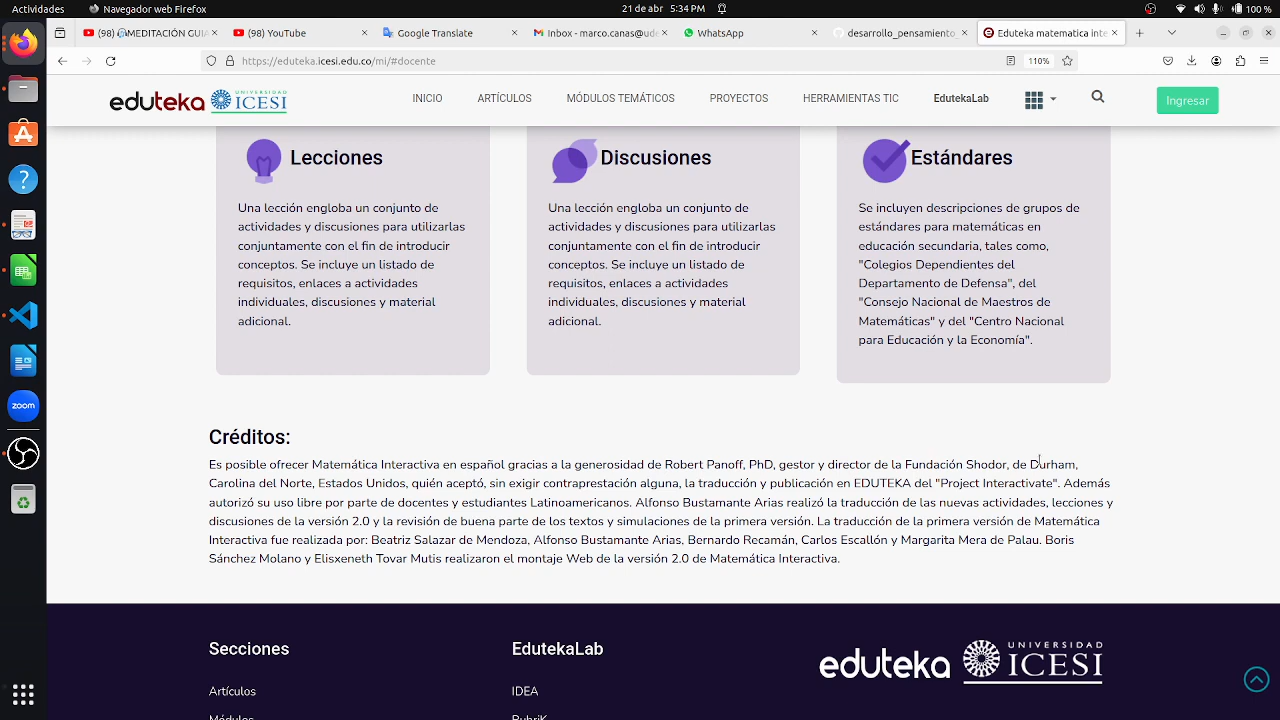 Actividades
Navegador web Firefox
21 de abr 5:34 PM
100 %
(98)
MEDITACIÓN GUIA
(98) YouTube
Google Translate
Inbox - marco.canas@ud
WhatsApp
desarrollo_pensamiento_
Eduteka matematica inte
https://eduteka.icesi.edu.co/mi/#docente
110%
eduteka
UNIVERSIDAD
ICESI
INICIO
ARTÍCULOS
MÓDULOS TEMÁTICOS
PROYECTOS
HERRAMIENTAS TIC
EdutekaLab
Ingresar
Lecciones
Una lección engloba un conjunto de
actividades y discusiones para utilizarlas
conjuntamente con el fin de introducir
conceptos. Se incluye un listado de
requisitos, enlaces a actividades
individuales, discusiones y material
adicional.
Discusiones
Una lección engloba un conjunto de
actividades y discusiones para utilizarlas
conjuntamente con el fin de introducir
conceptos. Se incluye un listado de
requisitos, enlaces a actividades
individuales, discusiones y material
adicional.
Estándares
Se incluyen descripciones de grupos de
estándares para matemáticas en
educación secundaria, tales como,
"Colegios Dependientes del
Departamento de Defensa", del
"Consejo Nacional de Maestros de
Matemáticas" y del "Centro Nacional
para Educación y la Economía".
Créditos:
Es posible ofrecer Matemática Interactiva en español gracias a la generosidad de Robert Panoff, PhD, gestor y director de la Fundación Shodor, de Durham,
Carolina del Norte, Estados Unidos, quién aceptó, sin exigir contraprestación alguna, la traducción y publicación en EDUTEKA del "Project Interactivate". Además
autorizó su uso libre por parte de docentes y estudiantes Latinoamericanos. Alfonso Bustamante Arias realizó la traducción de las nuevas actividades, lecciones y
discusiones de la versión 2.0 y la revisión de buena parte de los textos y simulaciones de la primera versión. La traducción de la primera versión de Matemática
Interactiva fue realizada por: Beatriz Salazar de Mendoza, Alfonso Bustamante Arias, Bernardo Recamán, Carlos Escallón y Margarita Mera de Palau. Boris
Sánchez Molano y Elisxeneth Tovar Mutis realizaron el montaje Web de la versión 2.0 de Matemática Interactiva.
Secciones
Artículos
Módulos
EdutekaLab
IDEA
RubriK
eduteka
UNIVERSIDAD
ICESI
zoom